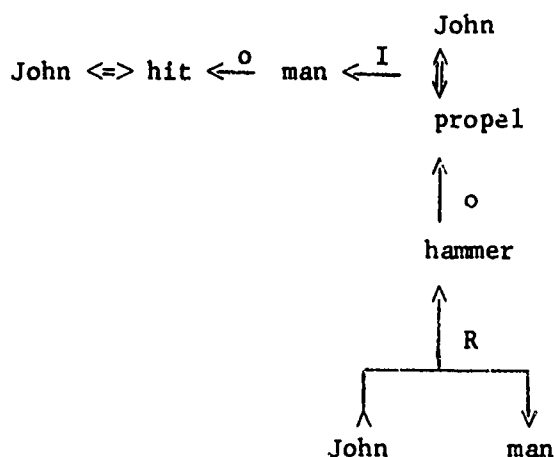 John
John <=> hit <— o man <— I
propel
o
hammer
R
John man